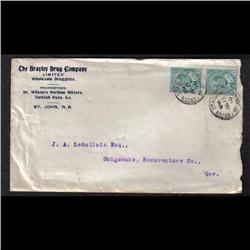 The Brayley Drug Company
LIMITED
Wholesale Druggists.
PROPRIETORS
Dr. Wilson's Herbine Bitters,
Turkish Dyes, &c.
ST. JOHN, N. B.
J. A. LeGallais Esq.,
Shigawake, Bonaventure Co.,
Que.